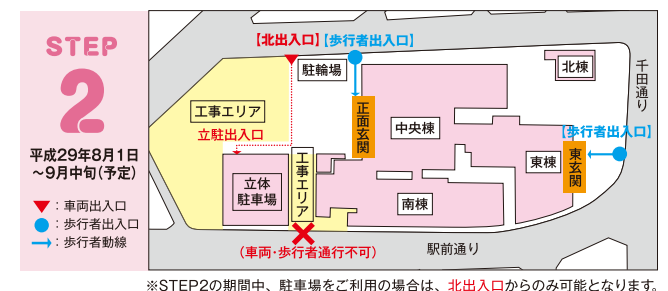 STEP
2
平成29年8月1日
～9月中旬(予定)
：車両出入口
：歩行者出入口
：歩行者動線
【北出入口】【歩行者出入口】
駐輪場
北棟
千田通り
工事エリア
立駐出入口
正面玄関
中央棟
【歩行者出入口】
東棟
東玄関
立体
駐車場
工事エリア
南棟
(車両・歩行者通行不可)
駅前通り
※STEP2の期間中、駐車場をご利用の場合は、北出入口からのみ可能となります。